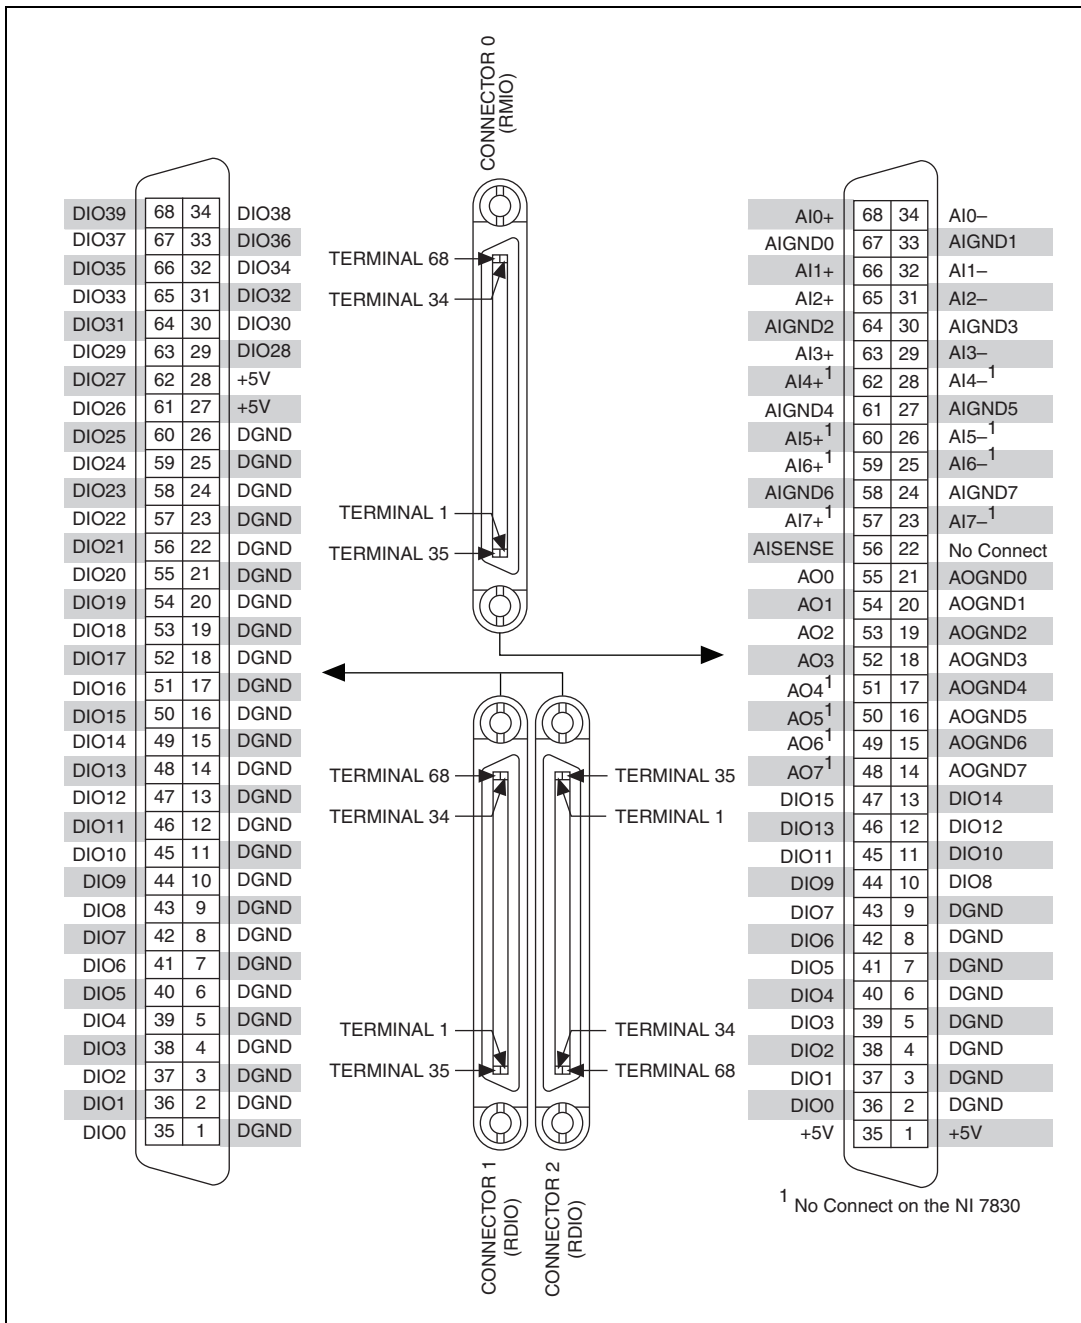 CONNECTOR 0
(RMIO)
DIO39 68 34 DIO38
DIO37 67 33 DIO36
DIO35 66 32 DIO34
DIO33 65 31 DIO32
DIO31 64 30 DIO30
DIO29 63 29 DIO28
DIO27 62 28 +5V
DIO26 61 27 +5V
DIO25 60 26 DGND
DIO24 59 25 DGND
DIO23 58 24 DGND
DIO22 57 23 DGND
DIO21 56 22 DGND
DIO20 55 21 DGND
DIO19 54 20 DGND
DIO18 53 19 DGND
DIO17 52 18 DGND
DIO16 51 17 DGND
DIO15 50 16 DGND
DIO14 49 15 DGND
DIO13 48 14 DGND
DIO12 47 13 DGND
DIO11 46 12 DGND
DIO10 45 11 DGND
DIO9 44 10 DGND
DIO8 43 9 DGND
DIO7 42 8 DGND
DIO6 41 7 DGND
DIO5 40 6 DGND
DIO4 39 5 DGND
DIO3 38 4 DGND
DIO2 37 3 DGND
DIO1 36 2 DGND
DIO0 35 1 DGND
TERMINAL 68
TERMINAL 34
TERMINAL 1
TERMINAL 35
TERMINAL 68
TERMINAL 34
TERMINAL 35
TERMINAL 1
TERMINAL 1
TERMINAL 35
TERMINAL 34
TERMINAL 68
CONNECTOR 1
(RDIO)
CONNECTOR 2
(RDIO)
AI0+ 68 34 AI0–
AIGND0 67 33 AIGND1
AI1+ 66 32 AI1–
AI2+ 65 31 AI2–
AIGND2 64 30 AIGND3
AI3+ 63 29 AI3–
AI4+1 62 28 AI4–1
AIGND4 61 27 AIGND5
AI5+1 60 26 AI5–1
AI6+1 59 25 AI6–1
AIGND6 58 24 AIGND7
AI7+1 57 23 AI7–1
AISENSE 56 22 No Connect
AO0 55 21 AOGND0
AO1 54 20 AOGND1
AO2 53 19 AOGND2
AO3 52 18 AOGND3
AO41 51 17 AOGND4
AO51 50 16 AOGND5
AO61 49 15 AOGND6
AO71 48 14 AOGND7
DIO15 47 13 DIO14
DIO13 46 12 DIO12
DIO11 45 11 DIO10
DIO9 44 10 DIO8
DIO7 43 9 DGND
DIO6 42 8 DGND
DIO5 41 7 DGND
DIO4 40 6 DGND
DIO3 39 5 DGND
DIO2 38 4 DGND
DIO1 37 3 DGND
DIO0 36 2 DGND
+5V 35 1 +5V
1 No Connect on the NI 7830